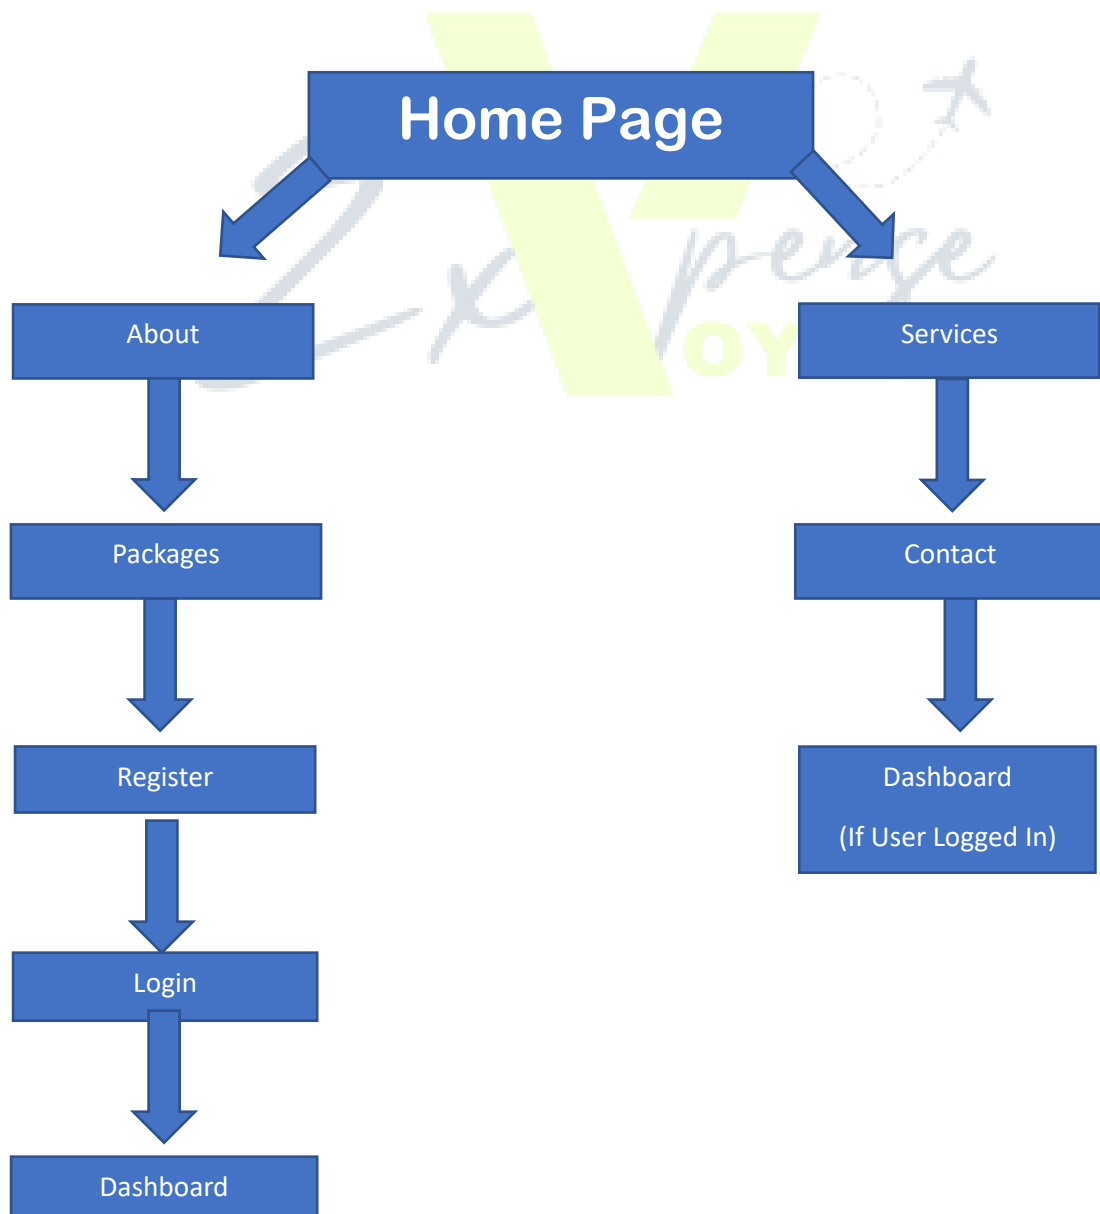 Home Page
About
Services
Packages
Contact
Register
Dashboard
(If User Logged In)
Login
Dashboard